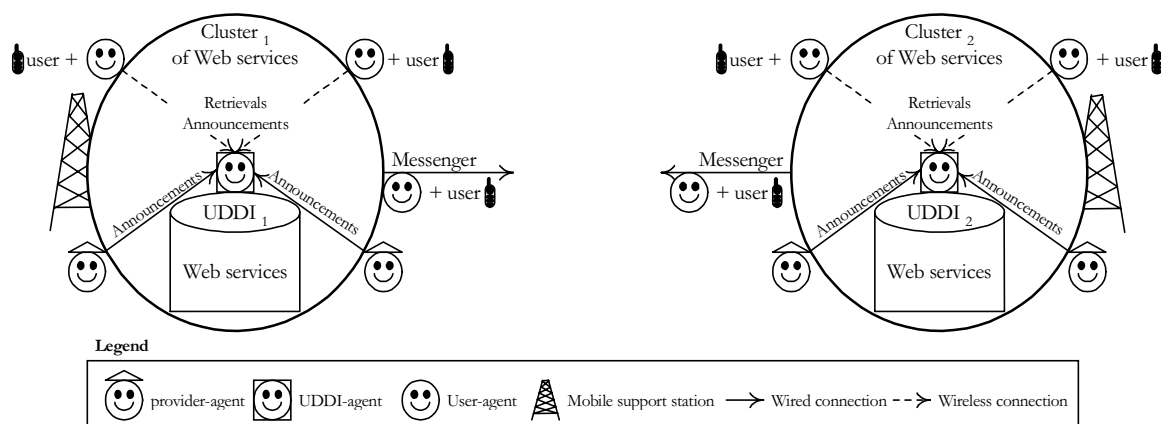 Cluster 1
of Web services
user +
+ user
Retrievals
Announcements
Messenger
+ user
Announcements
Announcements
UDDI 1
Web services
Cluster 2
of Web services
user +
+ user
Retrievals
Announcements
Messenger
+ user
Announcements
Announcements
UDDI 2
Web services
Legend
provider-agent UDDI-agent User-agent Mobile support station Wired connection Wireless connection